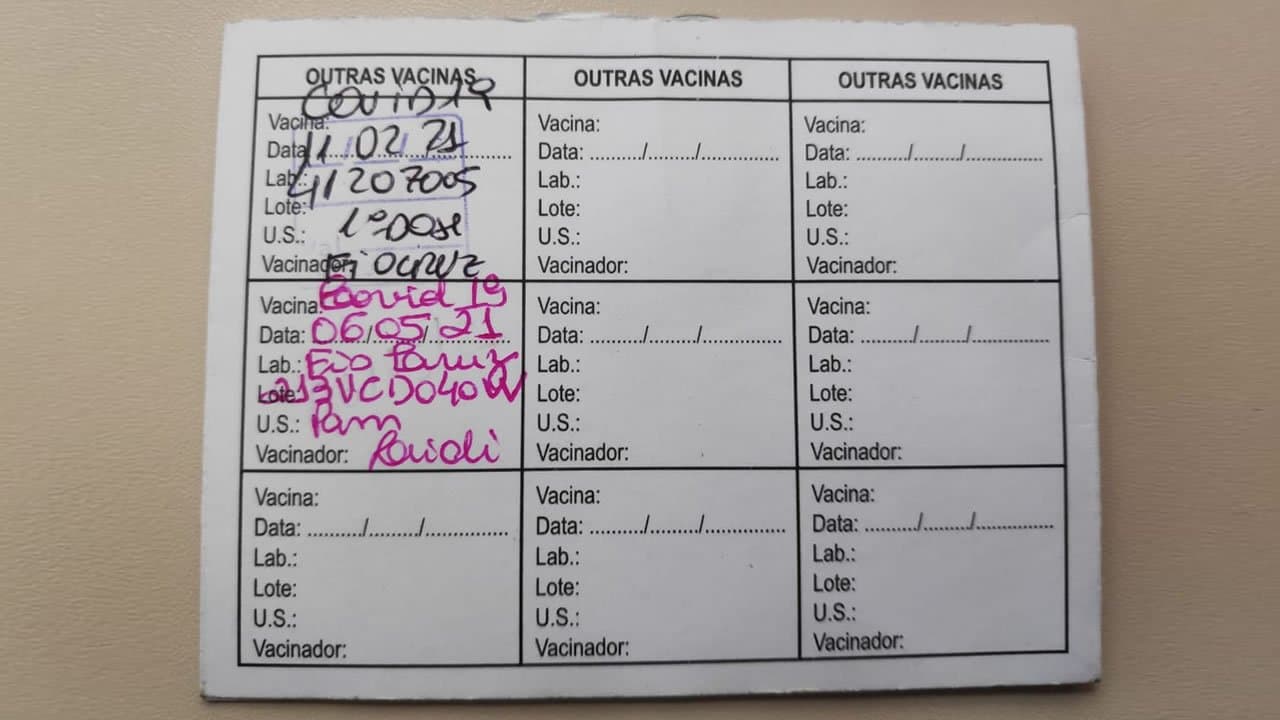 OUTRAS VACINAS
COVID19
Vacina:
Data 11/02/21
Lab.: 41207005
Lote:
1ª DOSE
U.S.:
Vacinador: FiOCRUZ
Vacina: Covid 19
Data: 06/05/21
Lab.: Fio Cruz
Lote: 213VCD040W
U.S.: Pam
Vacinador:
Vacina:
Data: ......../......../...............
Lab.:
Lote:
U.S.:
Vacinador:
OUTRAS VACINAS
Vacina:
Data: ......../......../...............
Lab.:
Lote:
U.S.:
Vacinador:
Vacina:
Data: ......../......../...............
Lab.:
Lote:
U.S.:
Vacinador:
Vacina:
Data: ......../......../...............
Lab.:
Lote:
U.S.:
Vacinador:
OUTRAS VACINAS
Vacina:
Data: ......../......../...............
Lab.:
Lote:
U.S.:
Vacinador:
Vacina:
Data: ......../......../...............
Lab.:
Lote:
U.S.:
Vacinador:
Vacina:
Data: ......../......../...............
Lab.:
Lote:
U.S.:
Vacinador: